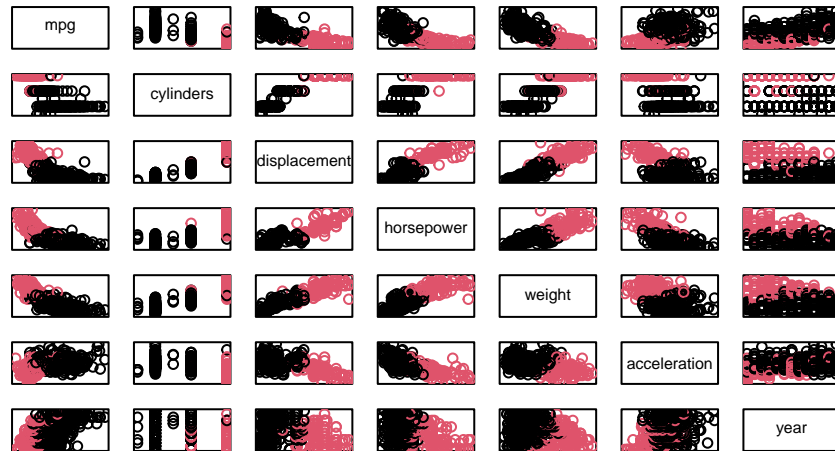 mpg
cylinders
displacement
horsepower
weight
acceleration
year